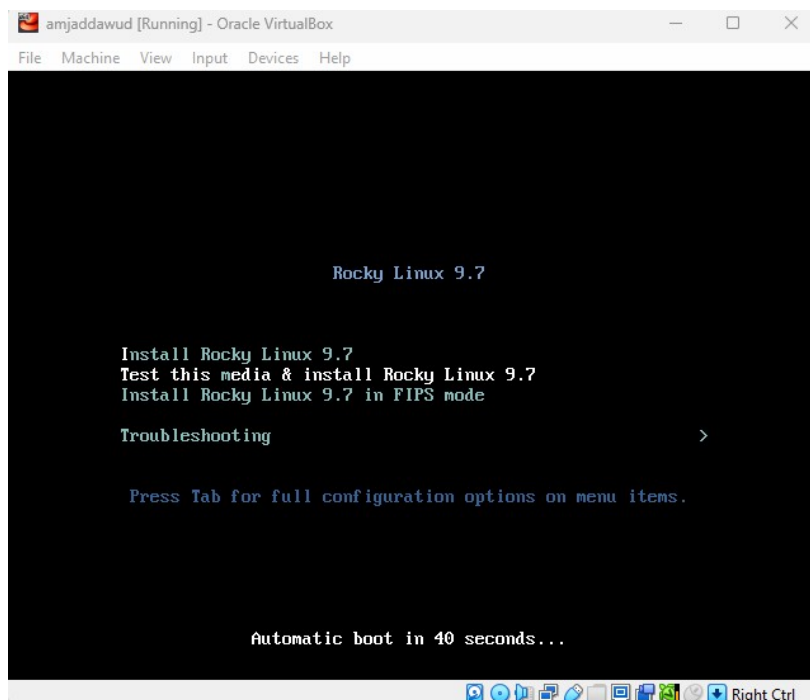 amjaddawud [Running] - Oracle VirtualBox
File Machine View Input Devices Help
Rocky Linux 9.7
Install Rocky Linux 9.7
Test this media & install Rocky Linux 9.7
Install Rocky Linux 9.7 in FIPS mode
Troubleshooting >
Press Tab for full configuration options on menu items.
Automatic boot in 40 seconds...
Right Ctrl